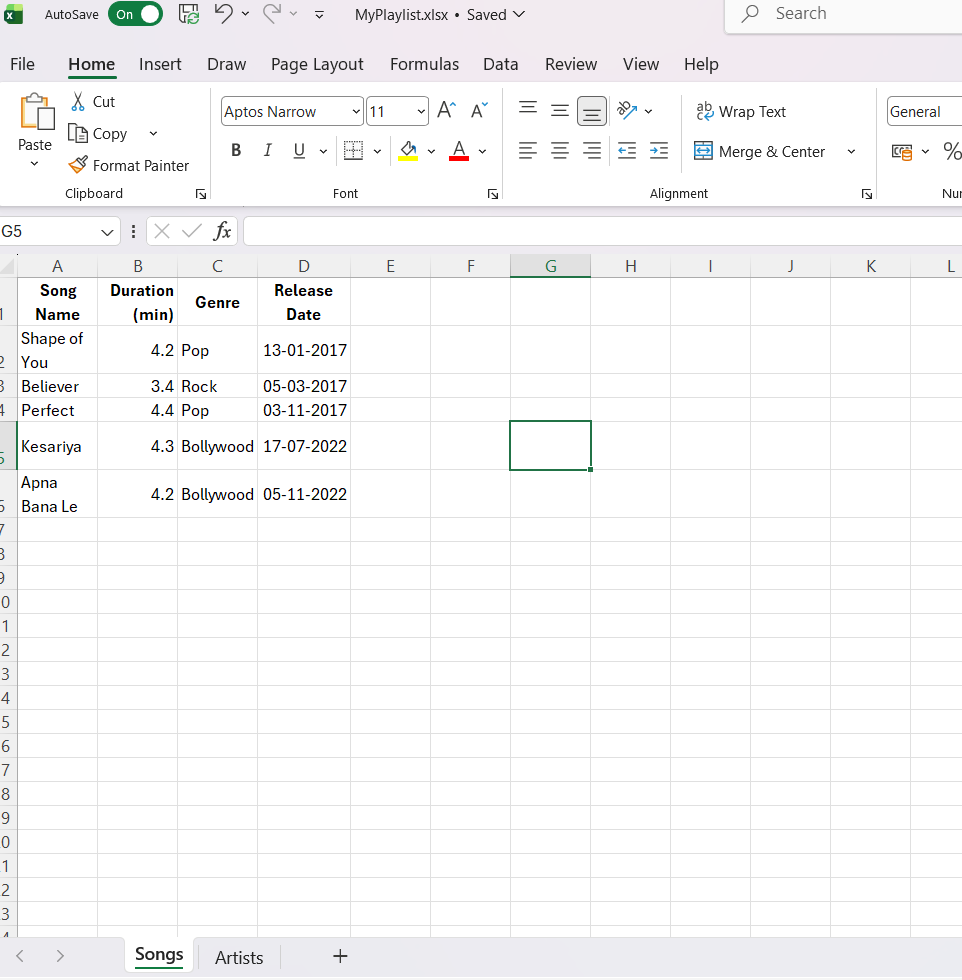 AutoSave On MyPlaylist.xlsx • Saved Search
File Home Insert Draw Page Layout Formulas Data Review View Help
Paste
Cut
Copy
Format Painter
Clipboard
Aptos Narrow 11
B I U A
Font
Wrap Text
Merge & Center
Alignment
General
%
G5 fx
A B C D E F G H I J K L
Song Name Duration (min) Genre Release Date
Shape of You 4.2 Pop 13-01-2017
Believer 3.4 Rock 05-03-2017
Perfect 4.4 Pop 03-11-2017
Kesariya 4.3 Bollywood 17-07-2022
Apna Bana Le 4.2 Bollywood 05-11-2022
Songs Artists +